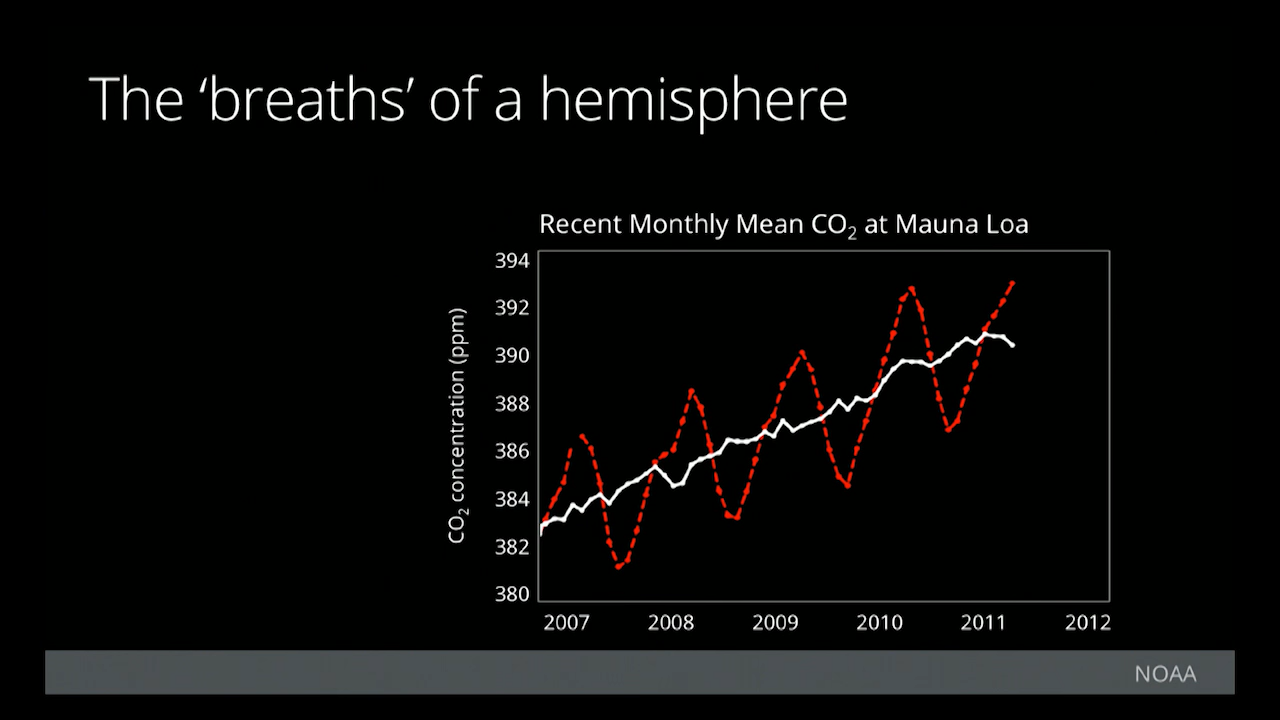 The ‘breaths’ of a hemisphere
Recent Monthly Mean CO₂ at Mauna Loa
CO₂ concentration (ppm)
394
392
390
388
386
384
382
380
2007 2008 2009 2010 2011 2012
NOAA